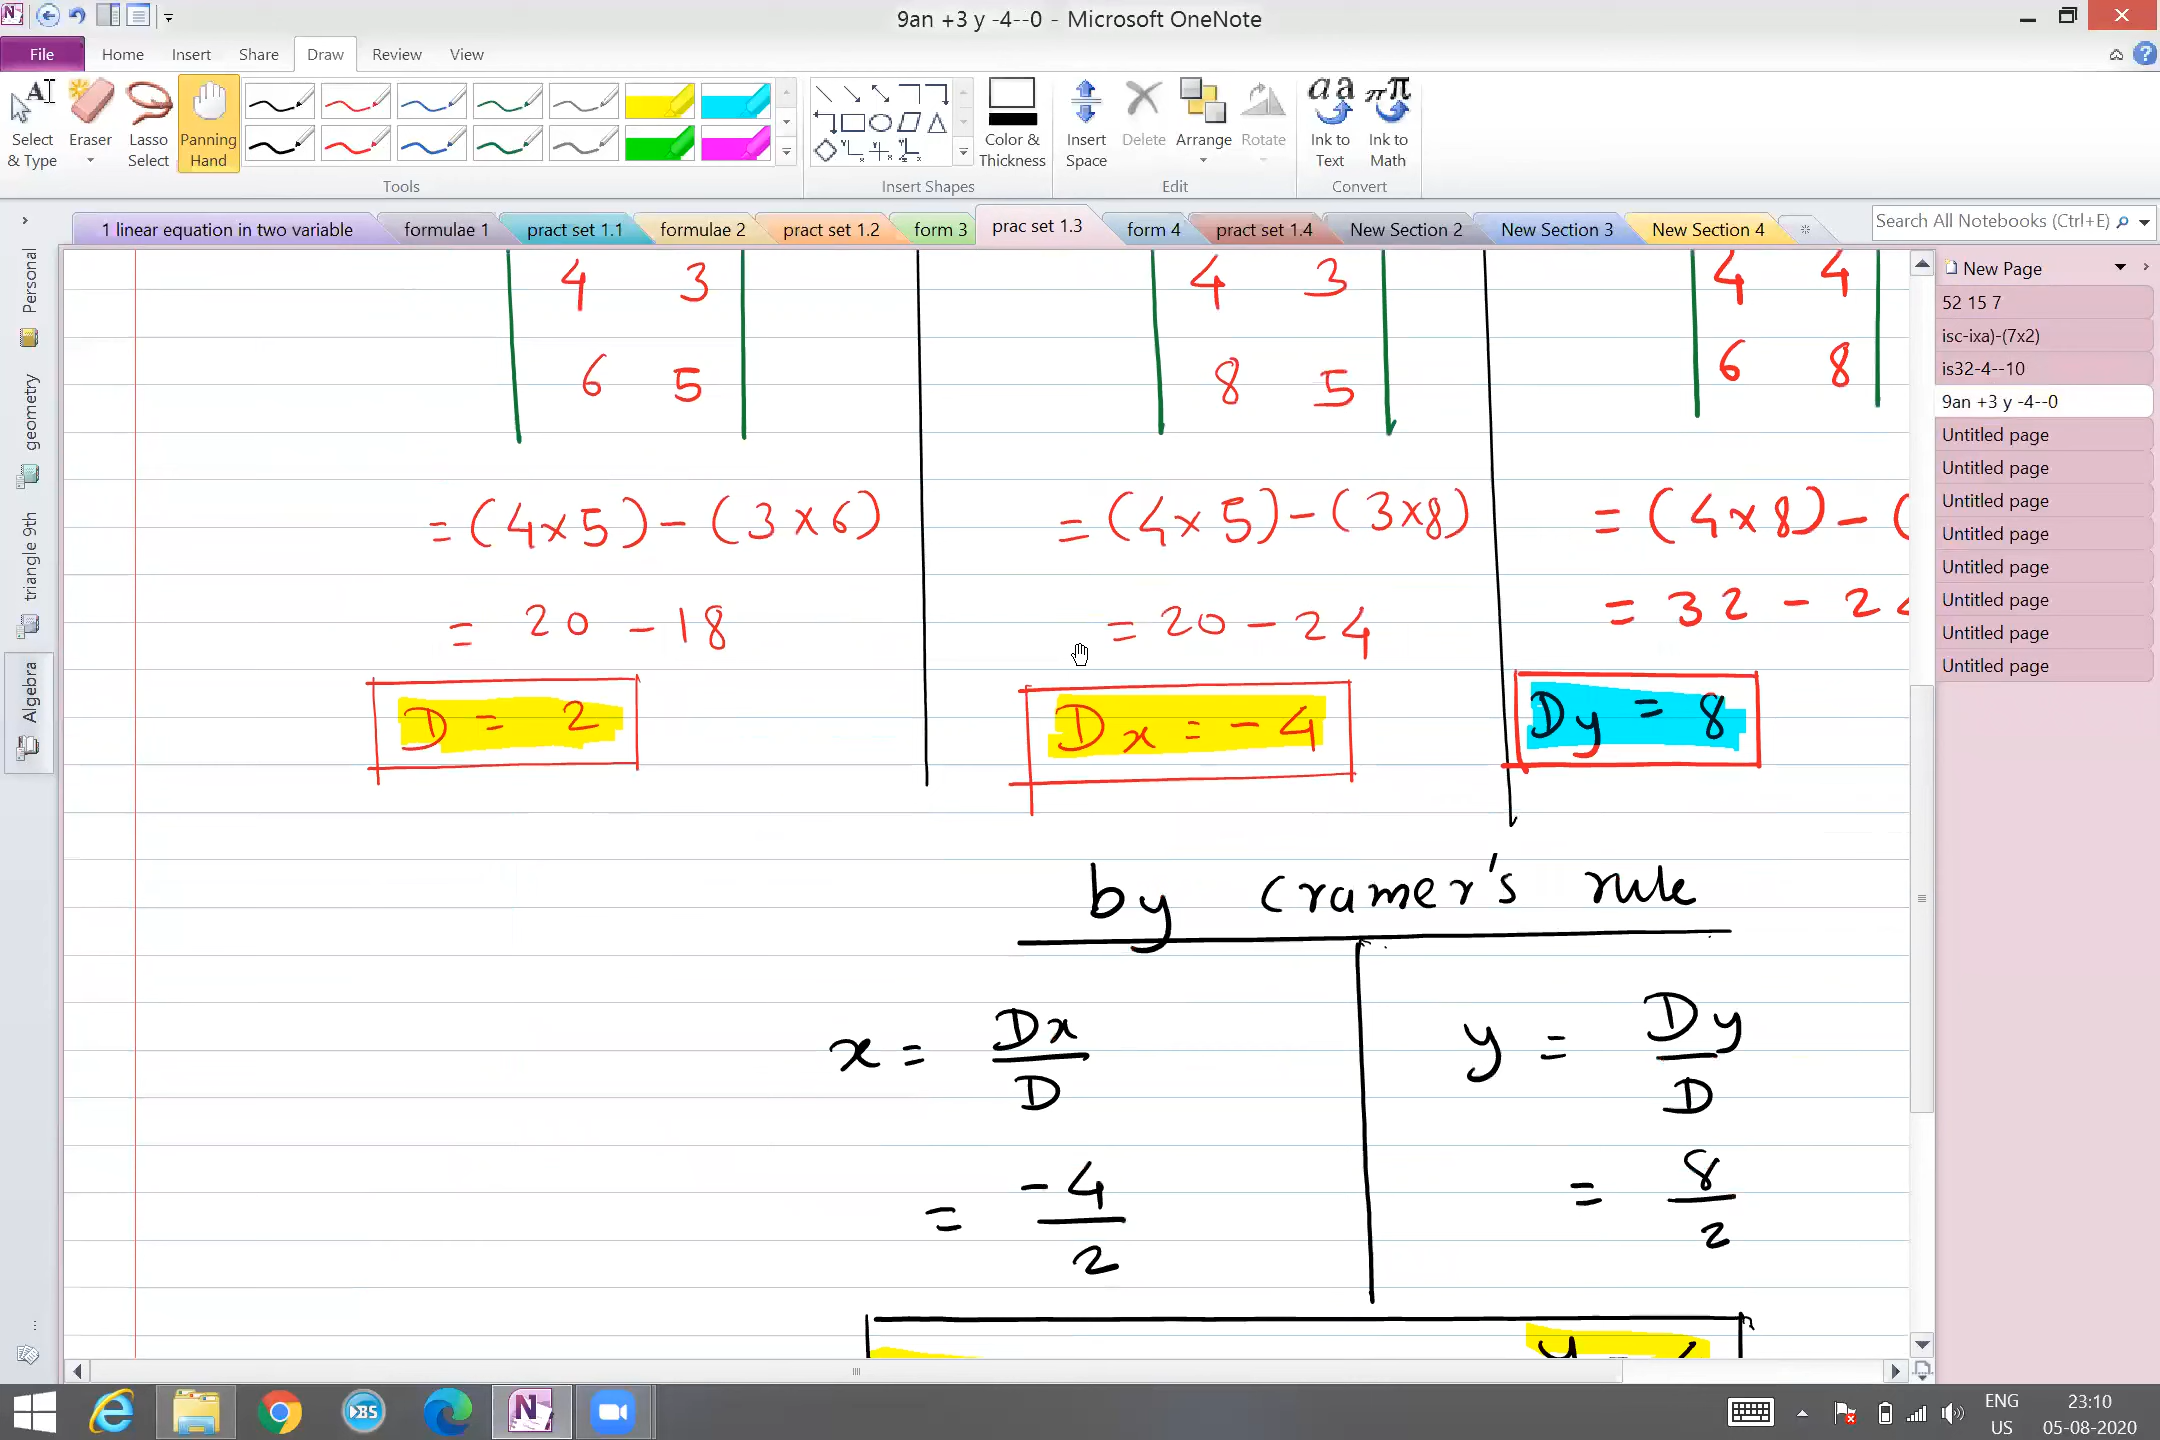 9an +3 y -4--0 - Microsoft OneNote
File Home Insert Share Draw Review View
Select & Type
Eraser
Lasso Select
Panning Hand
Color & Thickness
Insert Space
Delete
Arrange
Rotate
Ink to Text
Ink to Math
Tools
Insert Shapes
Edit
Convert
1 linear equation in two variable
formulae 1
pract set 1.1
formulae 2
pract set 1.2
form 3
prac set 1.3
form 4
pract set 1.4
New Section 2
New Section 3
New Section 4
Search All Notebooks (Ctrl+E)
Personal
geometry
triangle 9th
Algebra
4 3
6 5
= (4×5) - (3×6)
= 20 - 18
D = 2
4 3
8 5
= (4×5) - (3×8)
= 20 - 24
Dx = -4
4 4
6 8
= (4×8) - (
= 32 - 2
Dy = 8
by Cramer's rule
x = Dx/D
= -4/2
y = Dy/D
= 8/2
New Page
52 15 7
isc-ixa)-(7x2)
is32-4--10
9an +3 y -4--0
Untitled page
Untitled page
Untitled page
Untitled page
Untitled page
Untitled page
Untitled page
Untitled page
ENG
US
23:10
05-08-2020